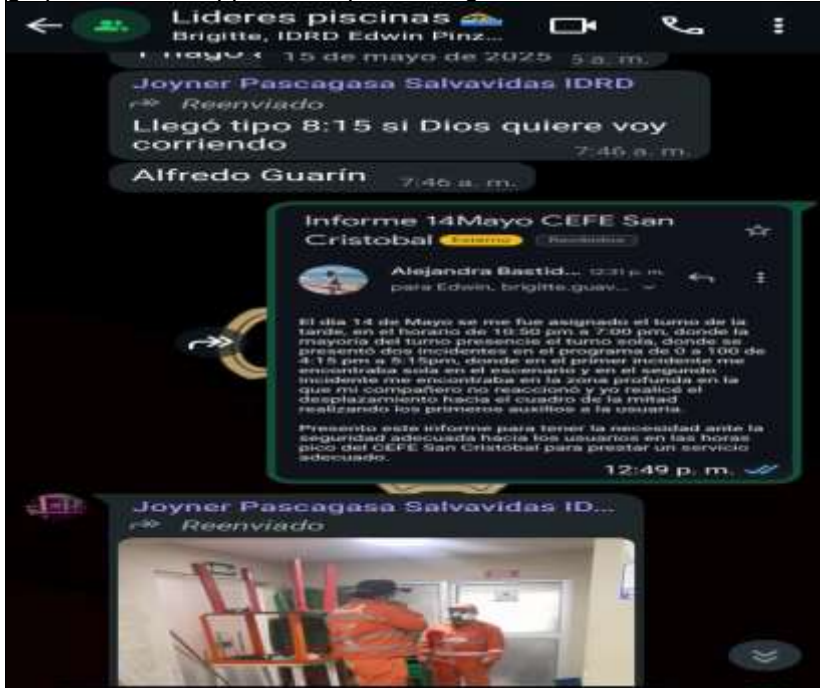 Lideres piscinas
Brigitte, IDRD Edwin Pinz...
15 de mayo de 2025
5 a. m.
Joyner Pascagasa Salvavidas IDRD
Reenviado
Llegó tipo 8:15 si Dios quiere voy
corriendo
7:46 a. m.
Alfredo Guarín
7:46 a. m.
Informe 14Mayo CEFE San
Cristobal Externo Recibidos
Alejandra Bastid... 12:31 p. m.
para Edwin, brigitte.guav...
El dia 14 de Mayo se me fue asignado el turno de la
tarde, en el horario de 10:50 pm a 7:00 pm, donde la
mayoria del turno presencie el turno sola, donde se
presentó dos incidentes en el programa de 0 a 100 de
4:15 pm a 5:15pm, donde en el primer incidente me
encontraba sola en el escenario y en el segundo
incidente me encontraba en la zona profunda en la
que mi compañero no reaccionó y yo realicé el
desplazamiento hacia el cuadro de la mitad
realizando los primeros auxilios a la usuaria.
Presento este informe para tener la necesidad ante la
seguridad adecuada hacia los usuarios en las horas
pico del CEFE San Cristobal para prestar un servicio
adecuado.
12:49 p. m.
Joyner Pascagasa Salvavidas ID...
Reenviado